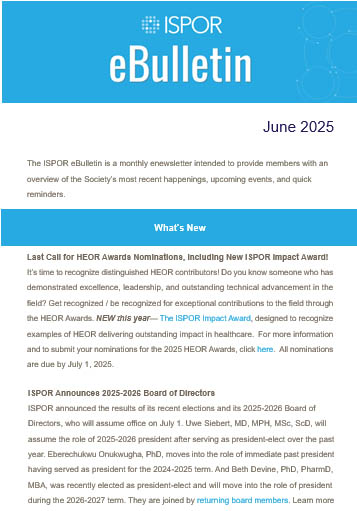 ISPOR
eBulletin
June 2025
The ISPOR eBulletin is a monthly enewsletter intended to provide members with an
overview of the Society's most recent happenings, upcoming events, and quick
reminders.
What's New
Last Call for HEOR Awards Nominations, Including New ISPOR Impact Award!
It's time to recognize distinguished HEOR contributors! Do you know someone who has
demonstrated excellence, leadership, and outstanding technical advancement in the
field? Get recognized / be recognized for exceptional contributions to the field through
the HEOR Awards. NEW this year— The ISPOR Impact Award, designed to recognize
examples of HEOR delivering outstanding impact in healthcare. For more information
and to submit your nominations for the 2025 HEOR Awards, click here. All nominations
are due by July 1, 2025.
ISPOR Announces 2025-2026 Board of Directors
ISPOR announced the results of its recent elections and its 2025-2026 Board of
Directors, who will assume office on July 1. Uwe Siebert, MD, MPH, MSc, ScD, will
assume the role of 2025-2026 president after serving as president-elect over the past
year. Eberechukwu Onukwugha, PhD, moves into the role of immediate past president
having served as president for the 2024-2025 term. And Beth Devine, PhD, PharmD,
MBA, was recently elected as president-elect and will move into the role of president
during the 2026-2027 term. They are joined by returning board members. Learn more